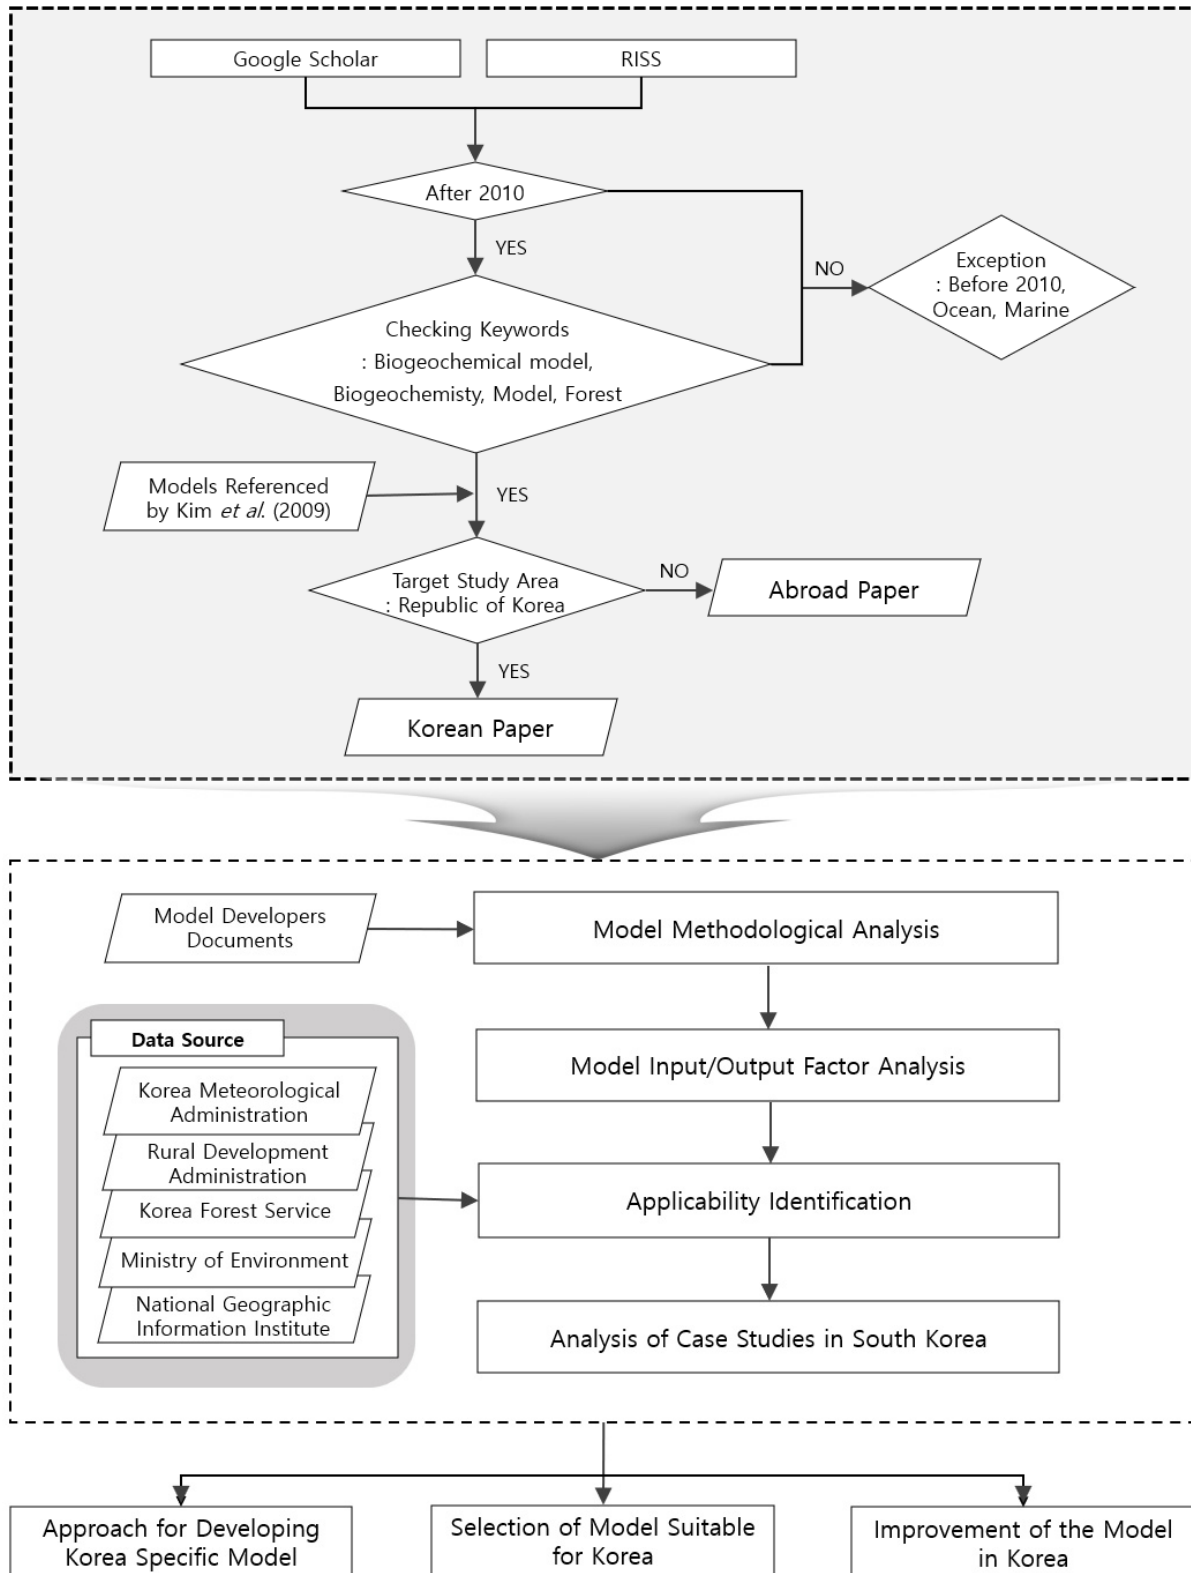 Google Scholar
RISS
After 2010
YES
NO
Exception
: Before 2010,
Ocean, Marine
Checking Keywords
: Biogeochemical model,
Biogeochemisty, Model, Forest
Models Referenced
by Kim et al. (2009)
YES
Target Study Area
: Republic of Korea
NO
Abroad Paper
YES
Korean Paper
Model Developers
Documents
Model Methodological Analysis
Data Source
Korea Meteorological
Administration
Rural Development
Administration
Korea Forest Service
Ministry of Environment
National Geographic
Information Institute
Model Input/Output Factor Analysis
Applicability Identification
Analysis of Case Studies in South Korea
Approach for Developing
Korea Specific Model
Selection of Model Suitable
for Korea
Improvement of the Model
in Korea